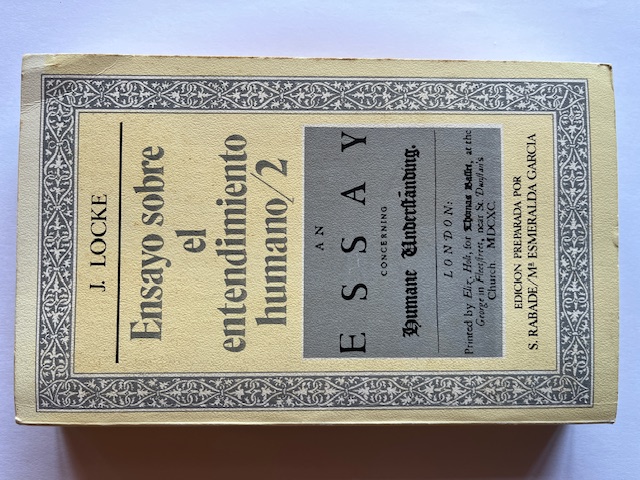 J. LOCKE
Ensayo sobre
el
entendimiento
humano/2
AN
ESSAY
CONCERNING
Humane Understanding.
LONDON:
Printed by Eliz. Holt, for Thomas Basset, at the
George in Fleetstreet, near St. Dunstan's
Church. MDCXC.
EDICION PREPARADA POR
S. RABADE/Mª ESMERALDA GARCIA